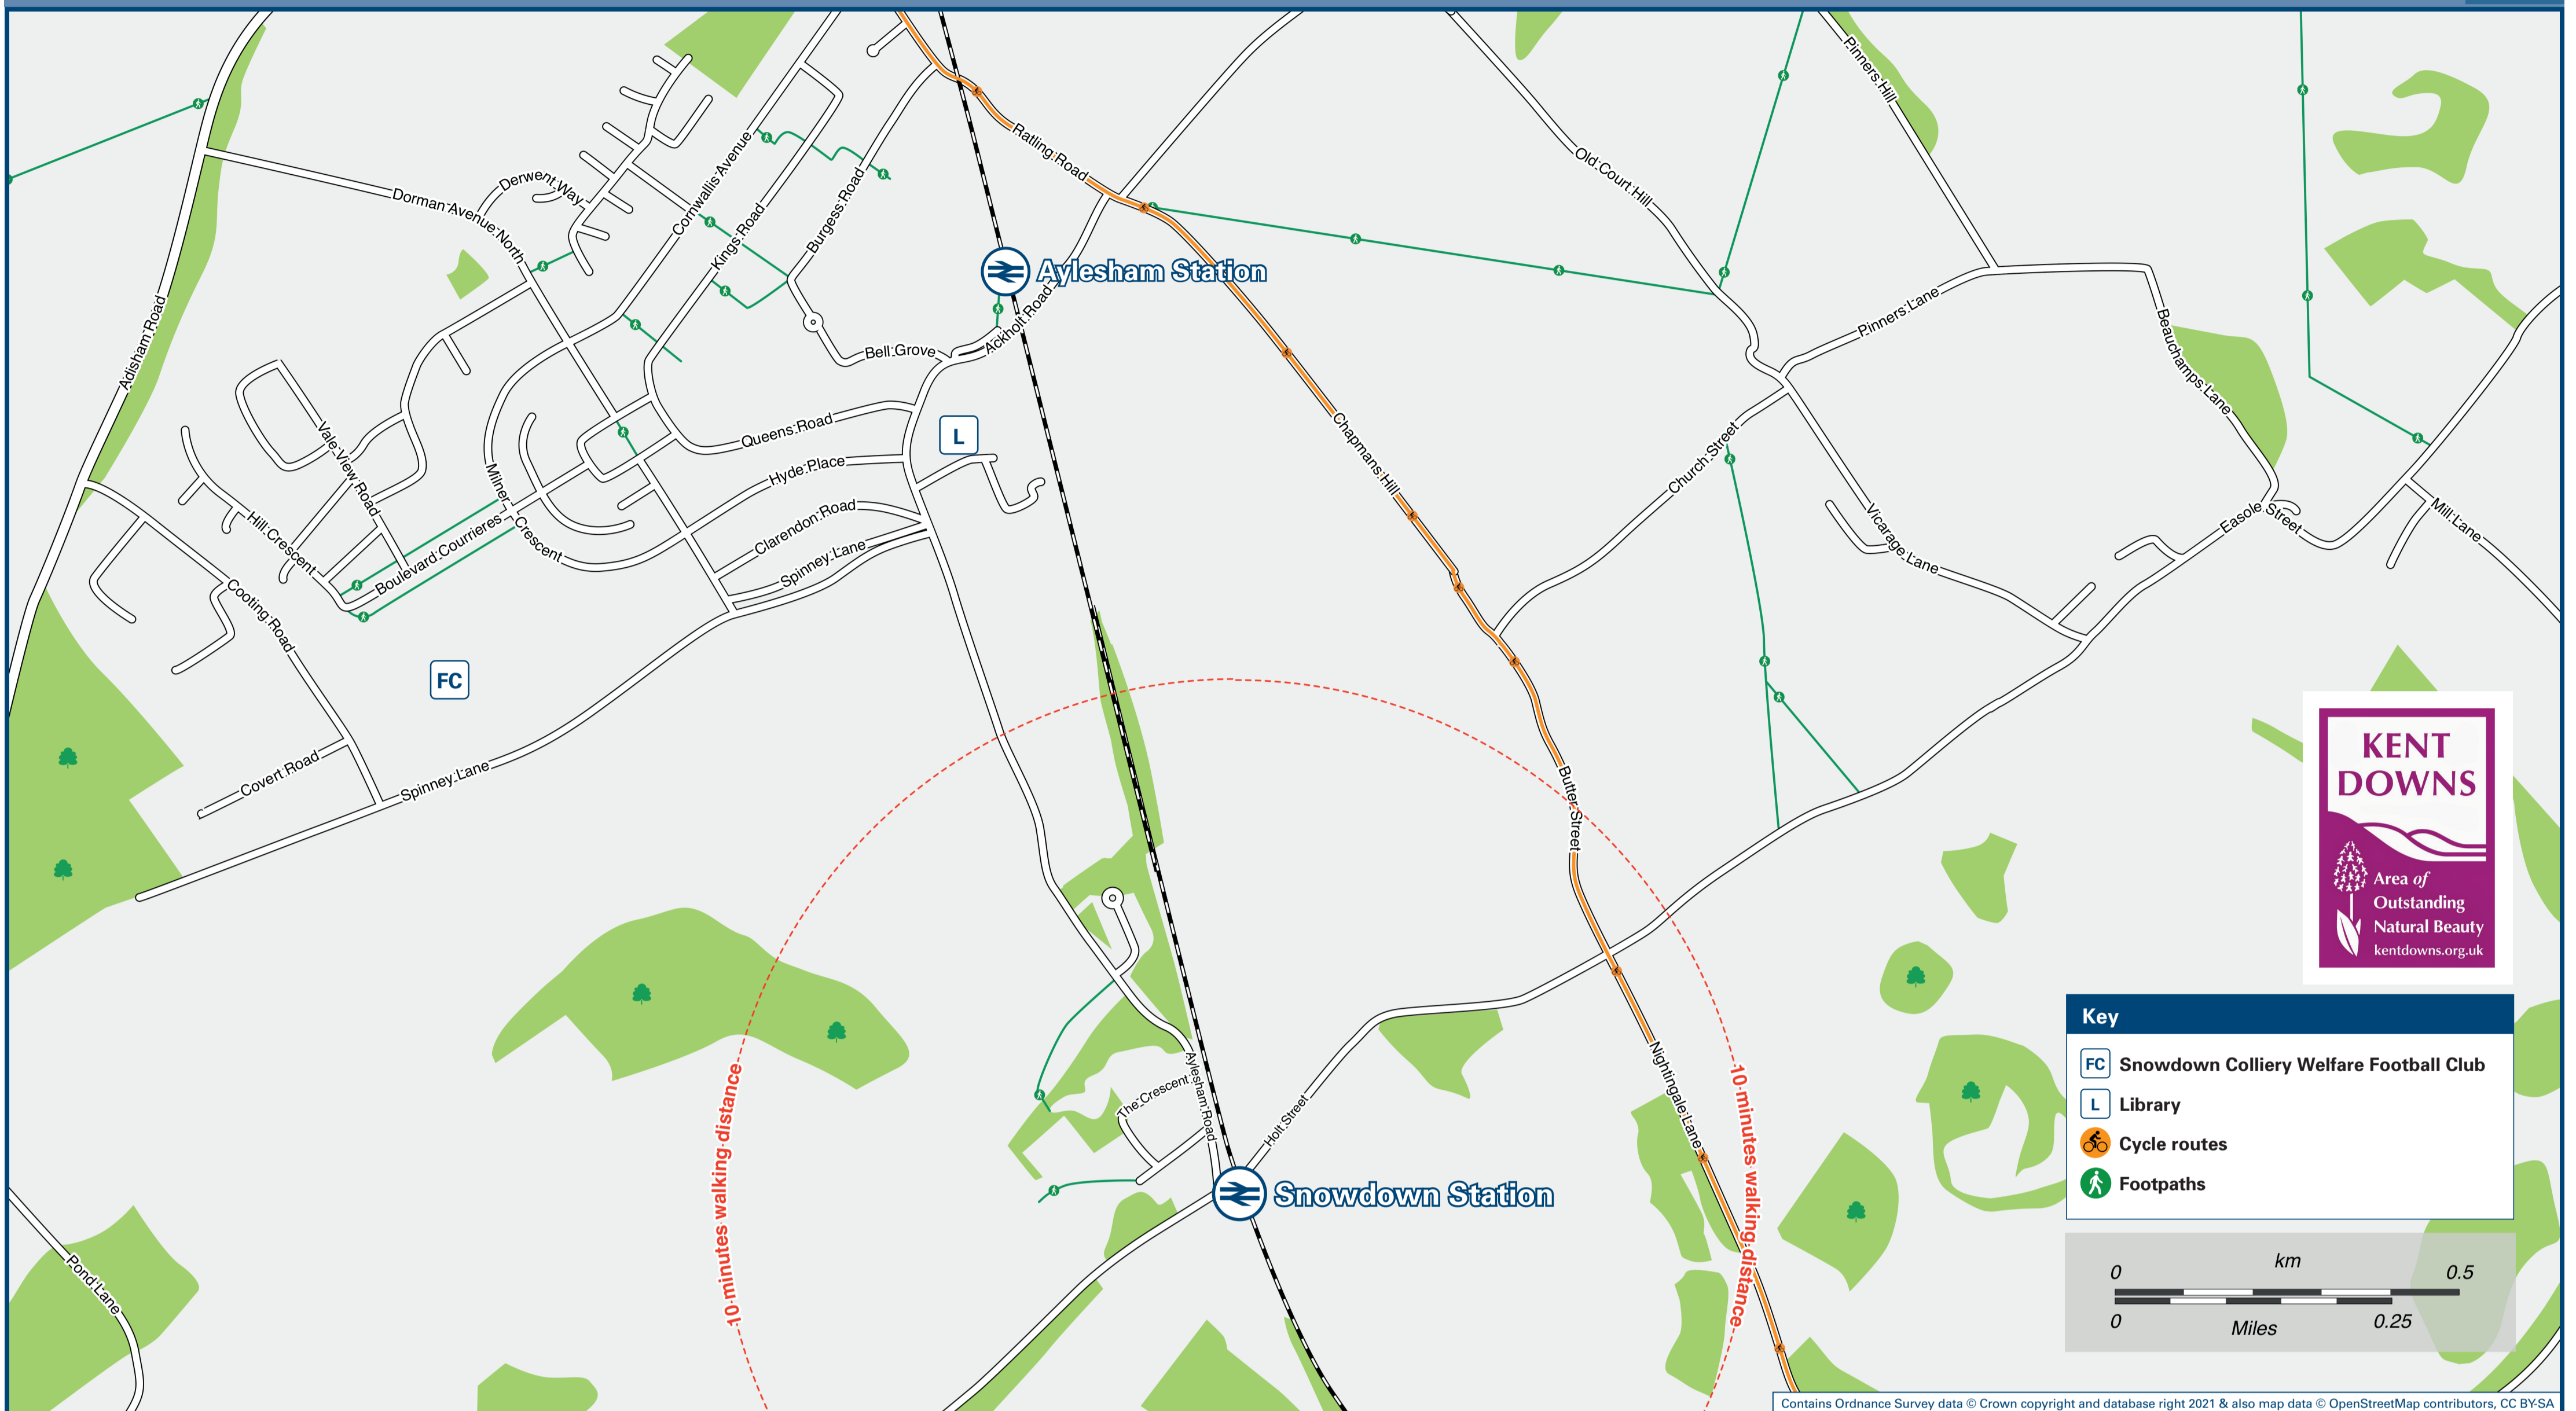 Pinners Hill
Ratling Road
Cornwallis Avenue
Derwent Way
Dorman Avenue North
Kings Road
Burgess Road
Old Court Hill
Aylesham Station
Adisham Road
Bell Grove
Ackholt Road
Pinners Lane
Beauchamps Lane
Queens Road
L
Chapmans Hill
Church Street
Vale View Road
Hyde Place
Milner Crescent
Clarendon Road
Spinney Lane
Hill Crescent
Boulevard Courrieres
Vicarage Lane
Easole Street
Mill Lane
Cooting Road
FC
Covert Road
Spinney Lane
Butter Street
KENT
DOWNS
Area of
Outstanding
Natural Beauty
kentdowns.org.uk
Nightingale Lane
Aylesham Road
The Crescent
Holt Street
10 minutes walking distance
10 minutes walking distance
Snowdown Station
Pond Lane
Key
FC Snowdown Colliery Welfare Football Club
L Library
Cycle routes
Footpaths
km
0 0.5
0 0.25
Miles
Contains Ordnance Survey data © Crown copyright and database right 2021 & also map data © OpenStreetMap contributors, CC BY-SA